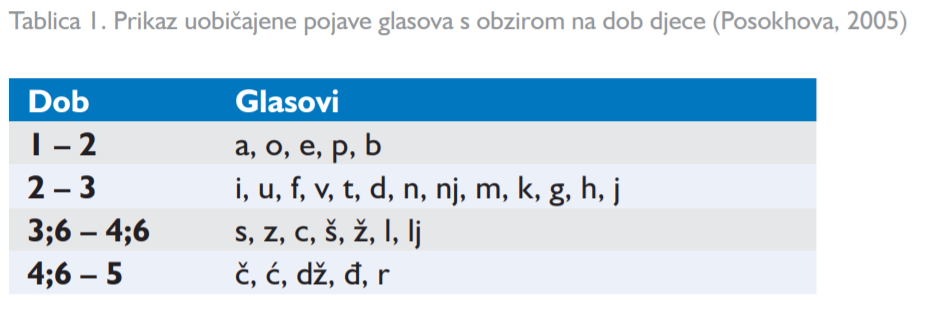 Tablica 1. Prikaz uobičajene pojave glasova s obzirom na dob djece (Posokhova, 2005)
Dob Glasovi
1 – 2 a, o, e, p, b
2 – 3 i, u, f, v, t, d, n, nj, m, k, g, h, j
3;6 – 4;6 s, z, c, š, ž, l, lj
4;6 – 5 č, ć, dž, đ, r